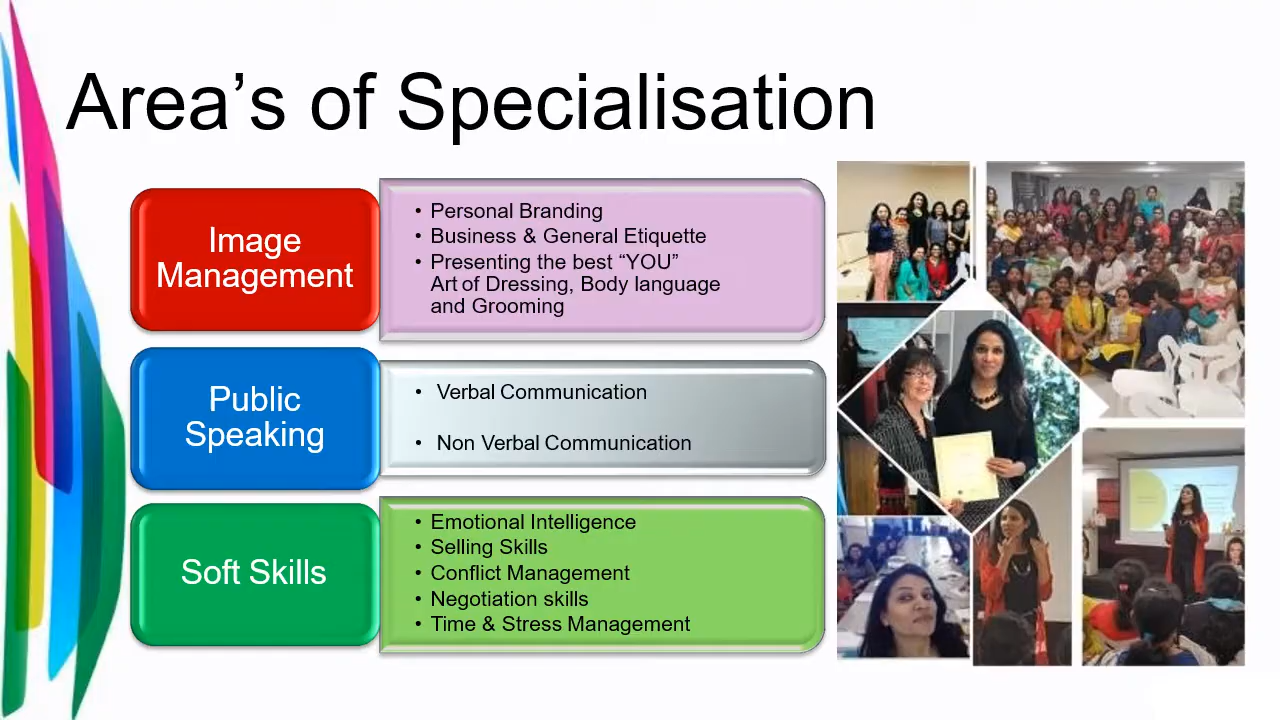 Area’s of Specialisation
Image
Management
• Personal Branding
• Business & General Etiquette
• Presenting the best “YOU”
Art of Dressing, Body language
and Grooming
Public
Speaking
• Verbal Communication
• Non Verbal Communication
Soft Skills
• Emotional Intelligence
• Selling Skills
• Conflict Management
• Negotiation skills
• Time & Stress Management